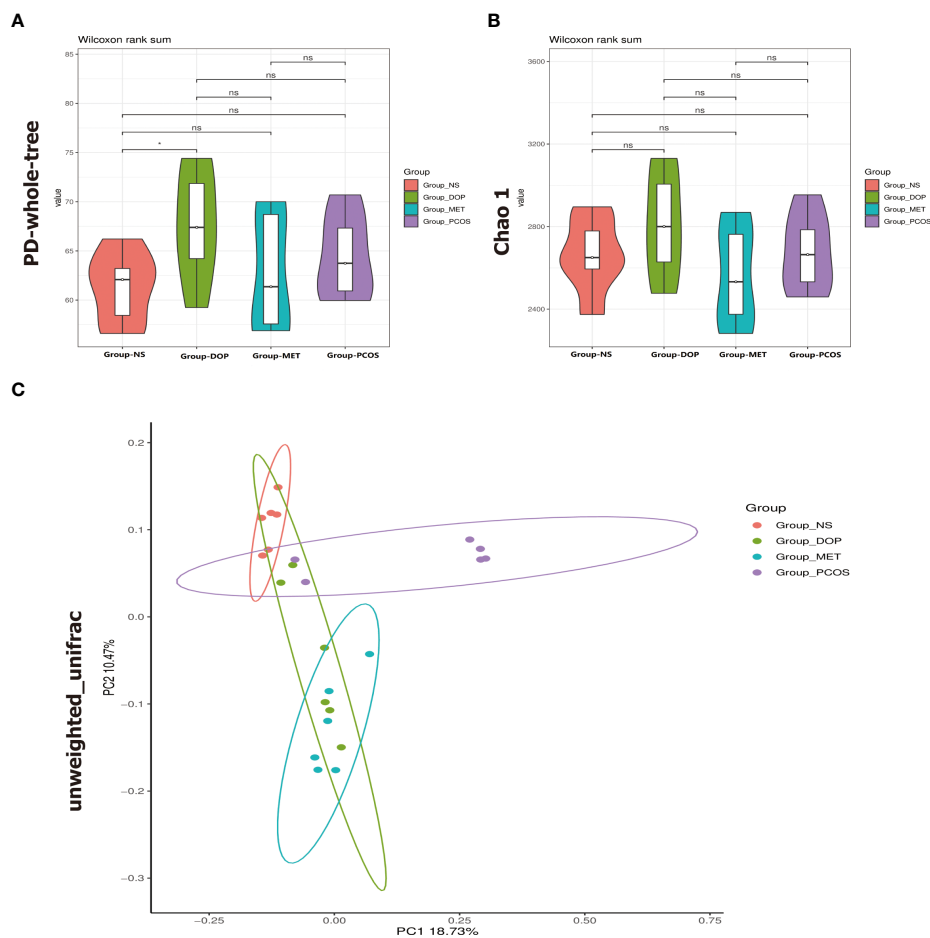 A
Wilcoxon rank sum
PD-whole-tree
value
85
80
75
70
65
60
ns
ns
ns
ns
ns
*
Group-NS
Group-DOP
Group-MET
Group-PCOS
Group
Group_NS
Group_DOP
Group_MET
Group_PCOS
B
Wilcoxon rank sum
Chao 1
value
3600
3200
2800
2400
ns
ns
ns
ns
ns
ns
Group-NS
Group-DOP
Group-MET
Group-PCOS
Group
Group_NS
Group_DOP
Group_MET
Group_PCOS
C
unweighted_unifrac
PC2 10.47%
0.2
0.1
0.0
−0.1
−0.2
−0.3
−0.25
0.00
0.25
0.50
0.75
PC1 18.73%
Group
Group_NS
Group_DOP
Group_MET
Group_PCOS